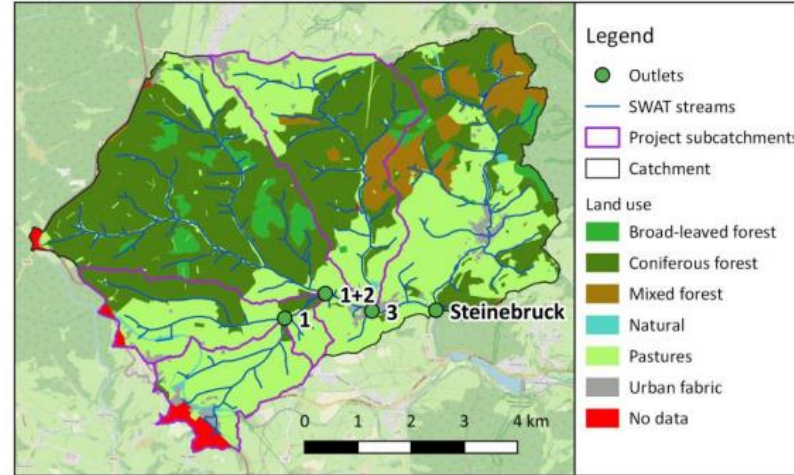 1
1+2
3
Steinebruck
0 1 2 3 4 km
Legend
Outlets
SWAT streams
Project subcatchments
Catchment
Land use
Broad-leaved forest
Coniferous forest
Mixed forest
Natural
Pastures
Urban fabric
No data